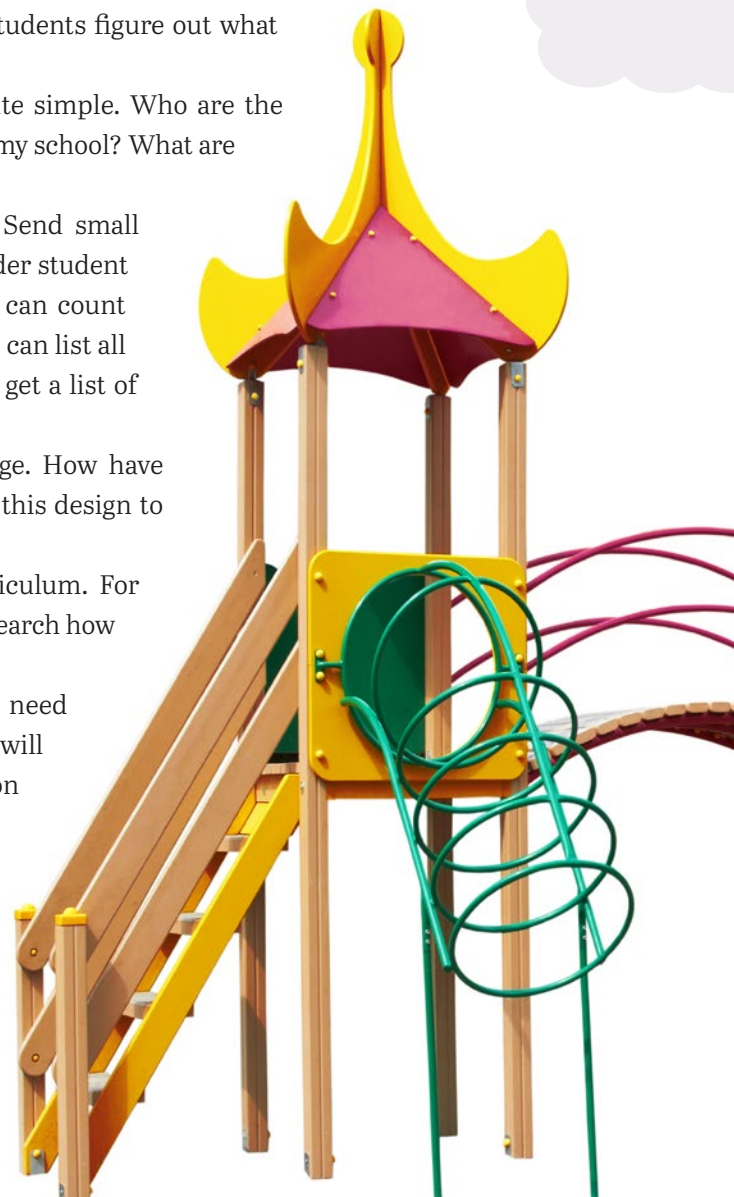 tudents figure out what
te simple. Who are the
my school? What are
Send small
der student
can count
can list all
get a list of
ge. How have
this design to
iculum. For
earch how
need
will
on